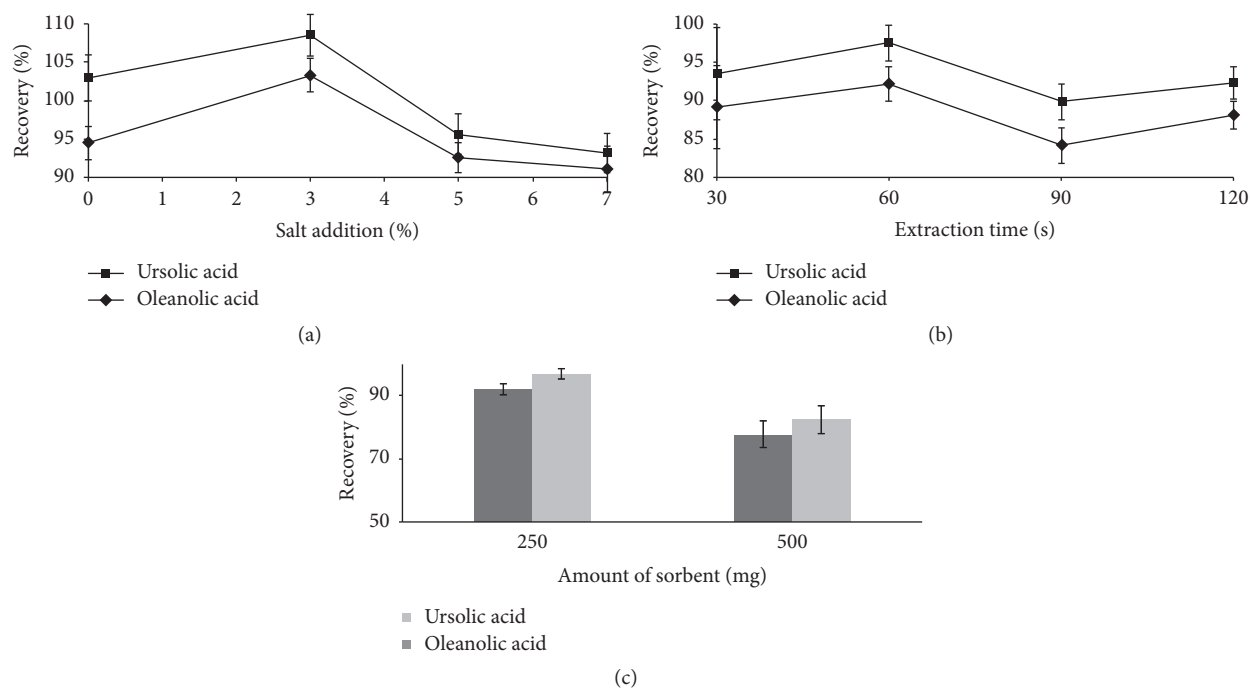 110
105
100
95
90
Recovery (%)
0 1 2 3 4 5 6 7
Salt addition (%)
Ursolic acid
Oleanolic acid
(a)
100
95
90
85
80
Recovery (%)
30 60 90 120
Extraction time (s)
Ursolic acid
Oleanolic acid
(b)
90
70
50
Recovery (%)
250 500
Amount of sorbent (mg)
Ursolic acid
Oleanolic acid
(c)